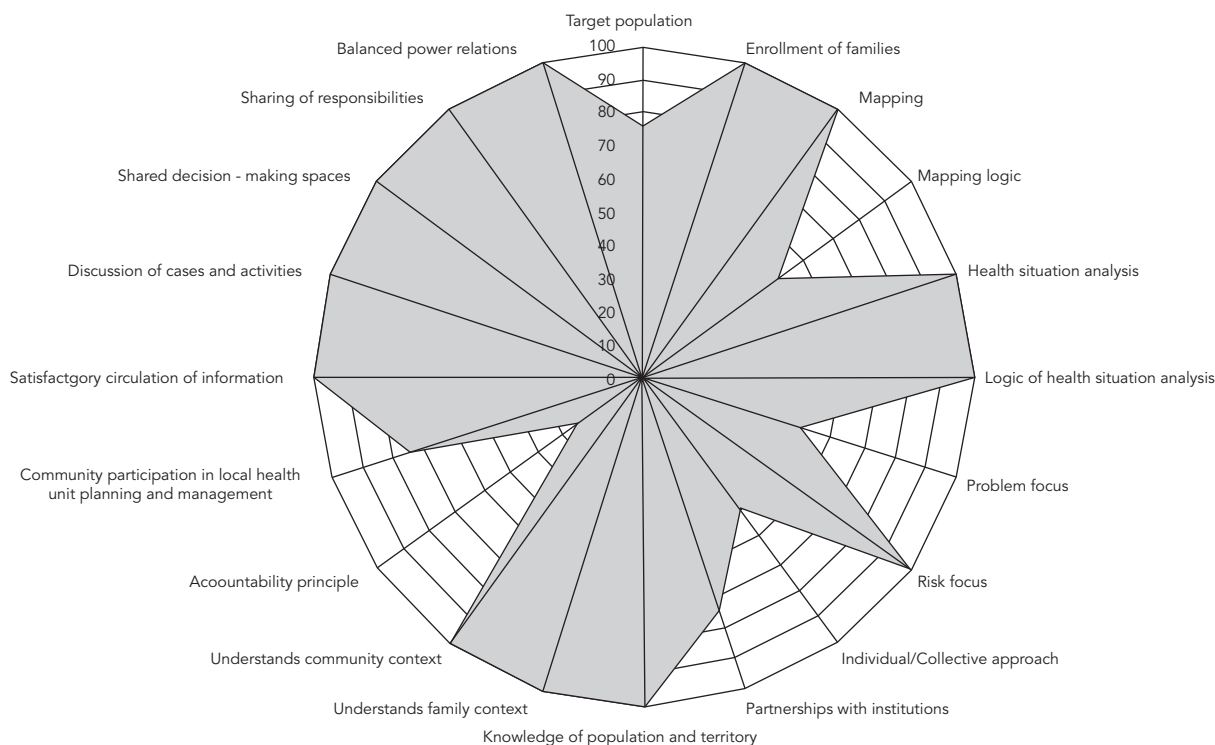 Target population
Balanced power relations
Enrollment of families
Sharing of responsibilities
Mapping
Shared decision - making spaces
Mapping logic
Discussion of cases and activities
Health situation analysis
Satisfactgory circulation of information
Logic of health situation analysis
Community participation in local health
unit planning and management
Problem focus
Acoountability principle
Risk focus
Understands community context
Individual/Collective approach
Understands family context
Partnerships with institutions
Knowledge of population and territory
100
90
80
70
60
50
40
30
20
10
0